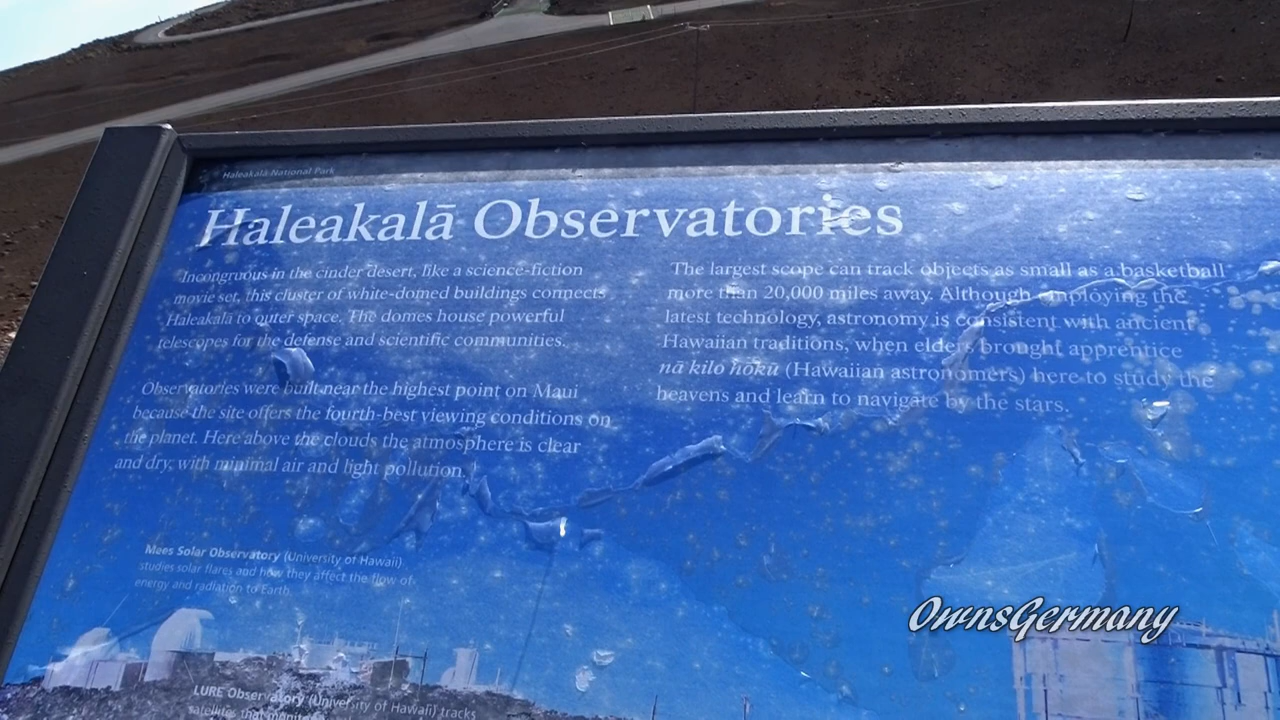 Haleakalā National Park
Haleakalā Observatories
Incongruous in the cinder desert, like a science-fiction
movie set, this cluster of white-domed buildings connects
Haleakalā to outer space. The domes house powerful
telescopes for the defense and scientific communities.
Observatories were built near the highest point on Maui
because the site offers the fourth-best viewing conditions on
the planet. Here above the clouds the atmosphere is clear
and dry, with minimal air and light pollution.
The largest scope can track objects as small as a basketball
more than 20,000 miles away. Although employing the
latest technology, astronomy is consistent with ancient
Hawaiian traditions, when elders brought apprentice
nā kilo hōkū (Hawaiian astronomers) here to study the
heavens and learn to navigate by the stars.
Mees Solar Observatory (University of Hawaii)
studies solar flares and how they affect the flow of
energy and radiation to Earth.
LURE Observatory (University of Hawaii) tracks
satellites that
OwnsGermany